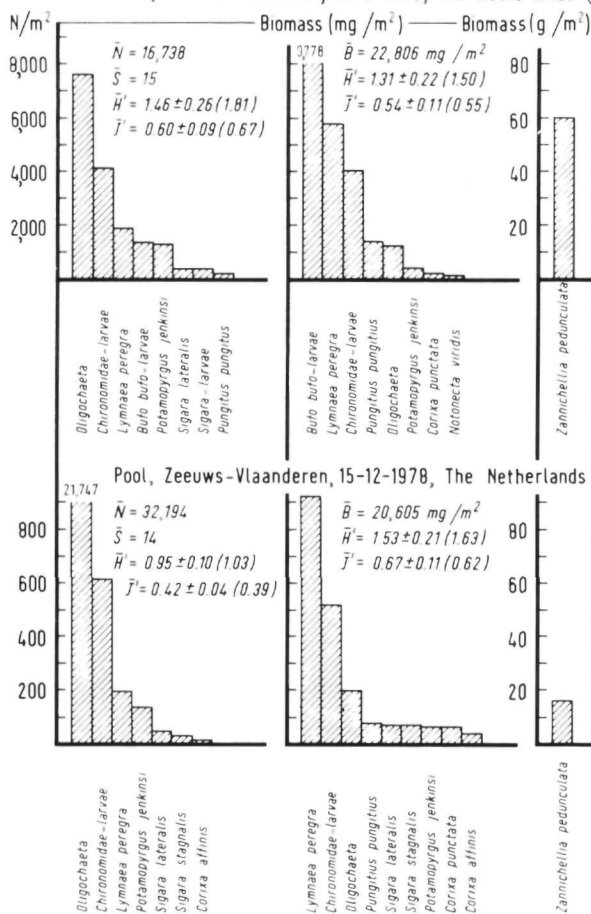 N/m² Biomass (mg /m²) Biomass (g /m²)
N̄ = 16,738
S̄ = 15
H̄' = 1.46 ± 0.26 (1.81)
J̄' = 0.60 ± 0.09 (0.67)
B̄ = 22,806 mg /m²
H̄' = 1.31 ± 0.22 (1.50)
J̄' = 0.54 ± 0.11 (0.55)
8,000
6,000
4,000
2,000
80
60
40
20
Oligochaeta
Chironomidae-larvae
Lymnaea peregra
Bufo bufo-larvae
Potamopyrgus jenkinsi
Sigara lateralis
Sigara-larvae
Pungitus pungitus
Bufo bufo-larvae
Lymnaea peregra
Chironomidae-larvae
Pungitius pungitius
Oligochaeta
Potamopyrgus jenkinsi
Corixa punctata
Notonecta viridis
Zannichellia pedunculata
Pool, Zeeuws-Vlaanderen, 15-12-1978, The Netherlands
21,747
N̄ = 32,194
S̄ = 14
H̄' = 0.95 ± 0.10 (1.03)
J̄' = 0.42 ± 0.04 (0.39)
B̄ = 20,605 mg /m²
H̄' = 1.53 ± 0.21 (1.63)
J̄' = 0.67 ± 0.11 (0.62)
800
600
400
200
80
60
40
20
Oligochaeta
Chironomidae-larvae
Lymnaea peregra
Potamopyrgus jenkinsi
Sigara lateralis
Sigara stagnalis
Corixa affinis
Lymnaea peregra
Chironomidae-larvae
Oligochaeta
Pungitius pungitius
Sigara lateralis
Sigara stagnalis
Potamopyrgus jenkinsi
Corixa punctata
Corixa affinis
Zannichellia pedunculata